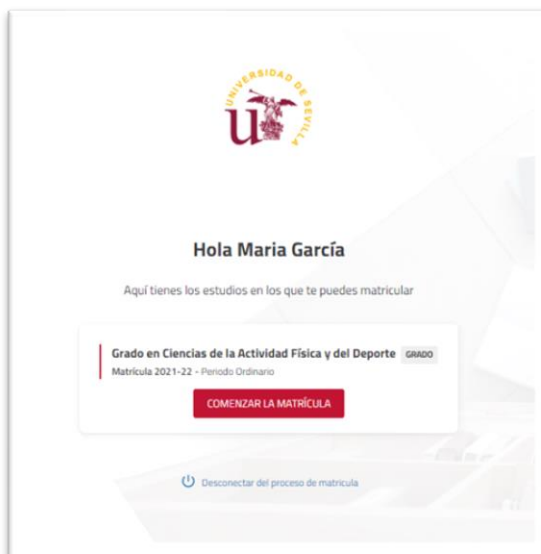 UNIVERSIDAD DE SEVILLA
Hola Maria García
Aquí tienes los estudios en los que te puedes matricular
Grado en Ciencias de la Actividad Física y del Deporte GRADO
Matrícula 2021-22 - Periodo Ordinario
COMENZAR LA MATRÍCULA
Desconectar del proceso de matricula